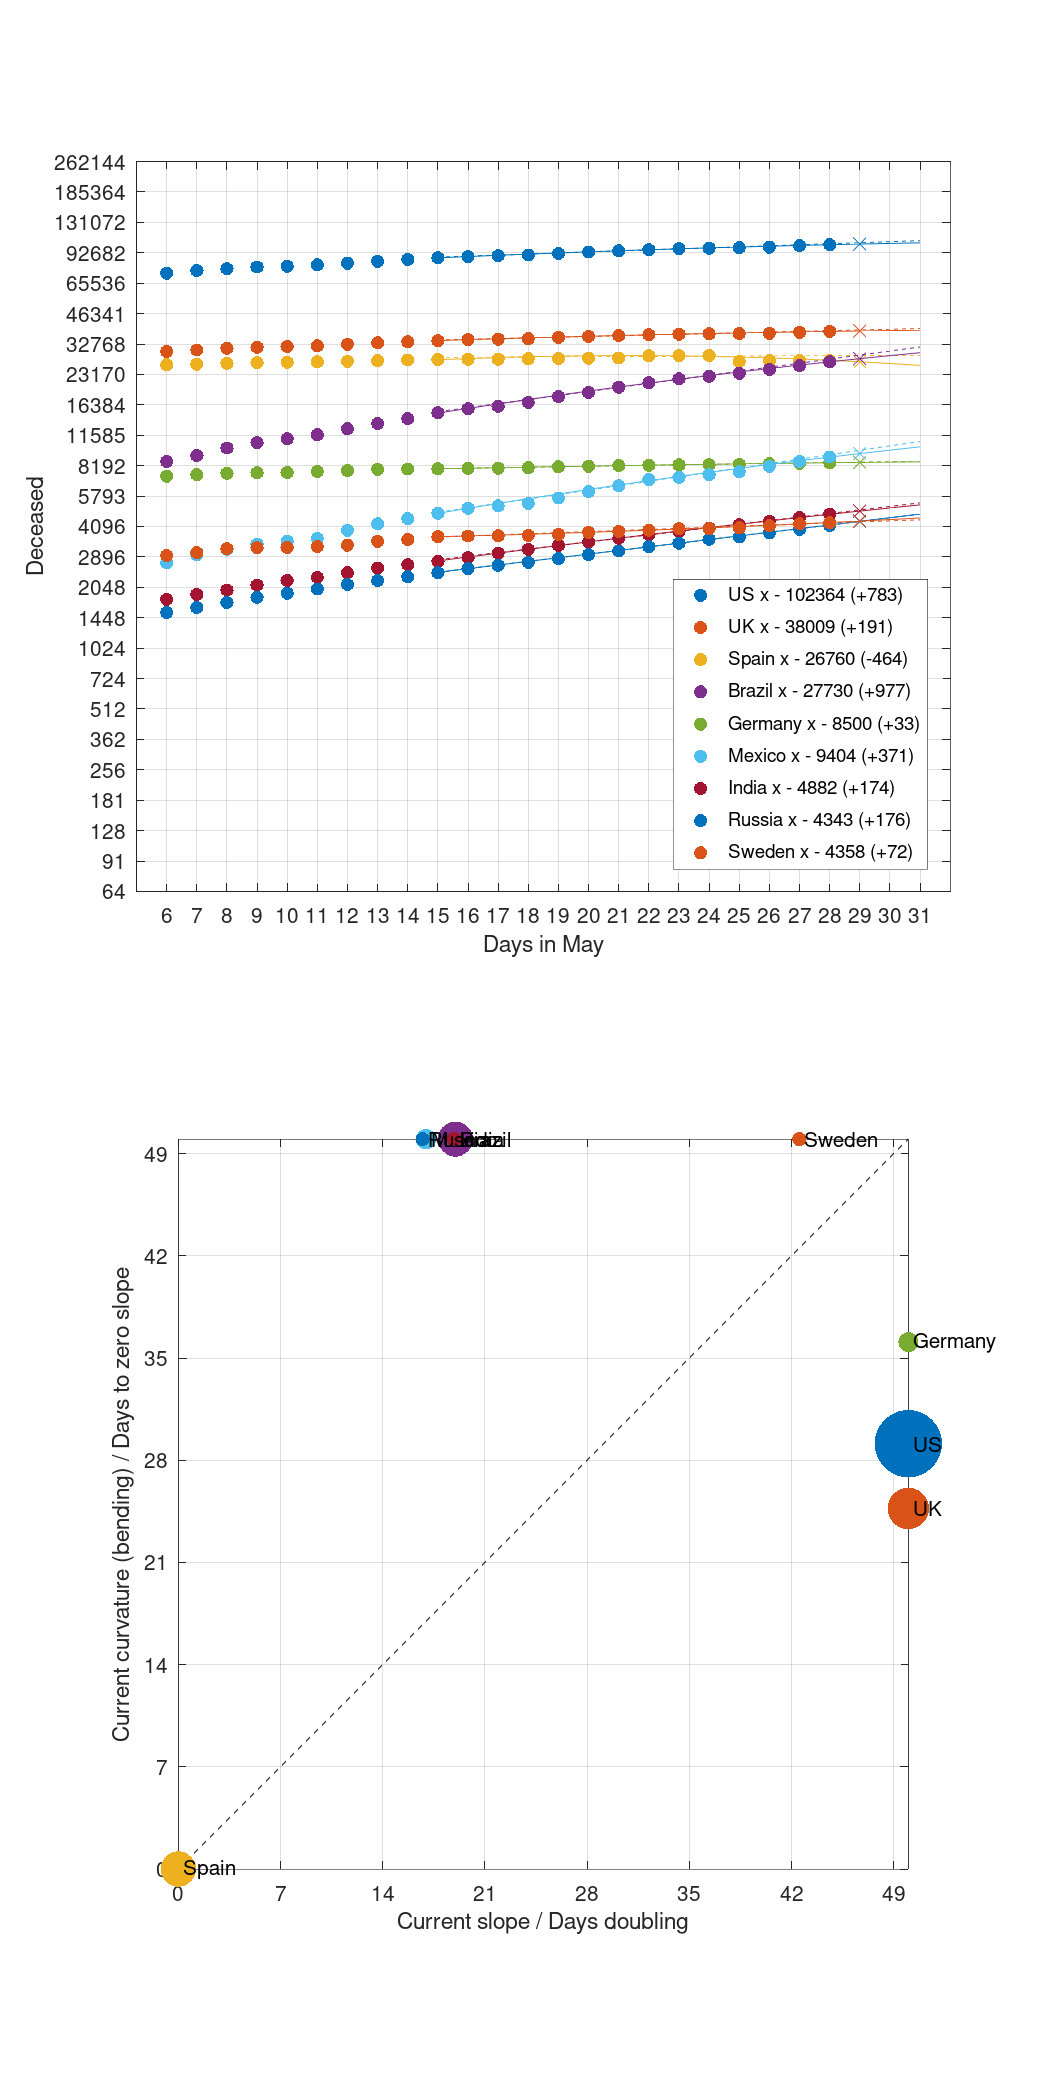 262144
185364
131072
92682
65536
46341
32768
23170
16384
11585
8192
5793
4096
2896
2048
1448
1024
724
512
362
256
181
128
91
64
Deceased
US x - 102364 (+783)
UK x - 38009 (+191)
Spain x - 26760 (-464)
Brazil x - 27730 (+977)
Germany x - 8500 (+33)
Mexico x - 9404 (+371)
India x - 4882 (+174)
Russia x - 4343 (+176)
Sweden x - 4358 (+72)
6 7 8 9 10 11 12 13 14 15 16 17 18 19 20 21 22 23 24 25 26 27 28 29 30 31
Days in May
Sweden
49
42
35
28
21
14
7
0
Current curvature (bending) / Days to zero slope
Germany
US
UK
Spain
0 7 14 21 28 35 42 49
Current slope / Days doubling